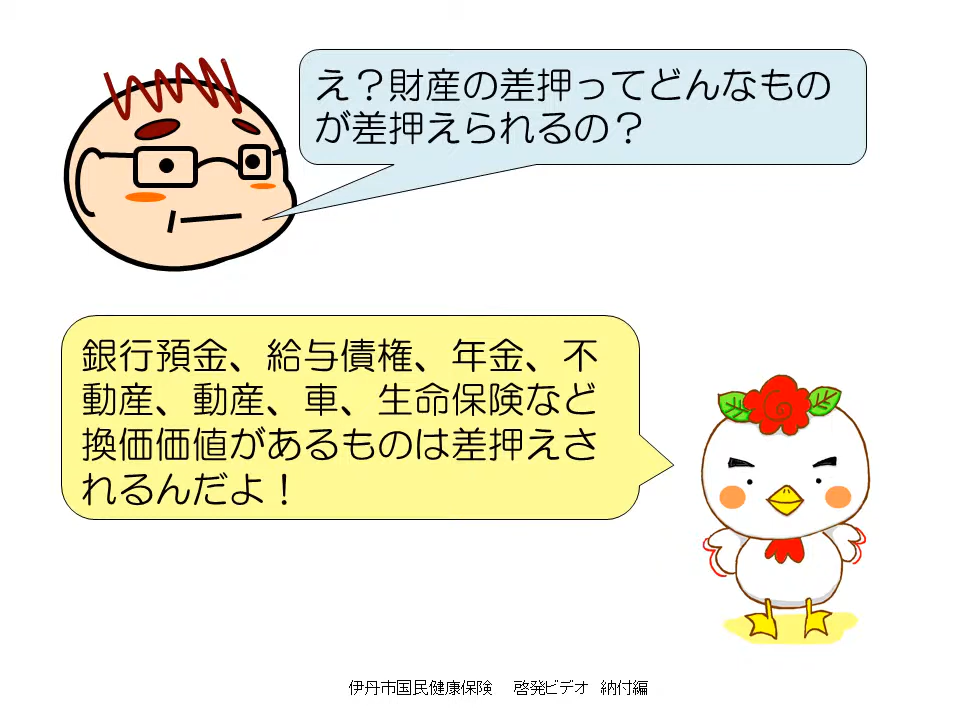 え？財産の差押ってどんなもの
が差押えられるの？
銀行預金、給与債権、年金、不
動産、動産、車、生命保険など
換価価値があるものは差押えさ
れるんだよ！
伊丹市国民健康保険　啓発ビデオ　納付編